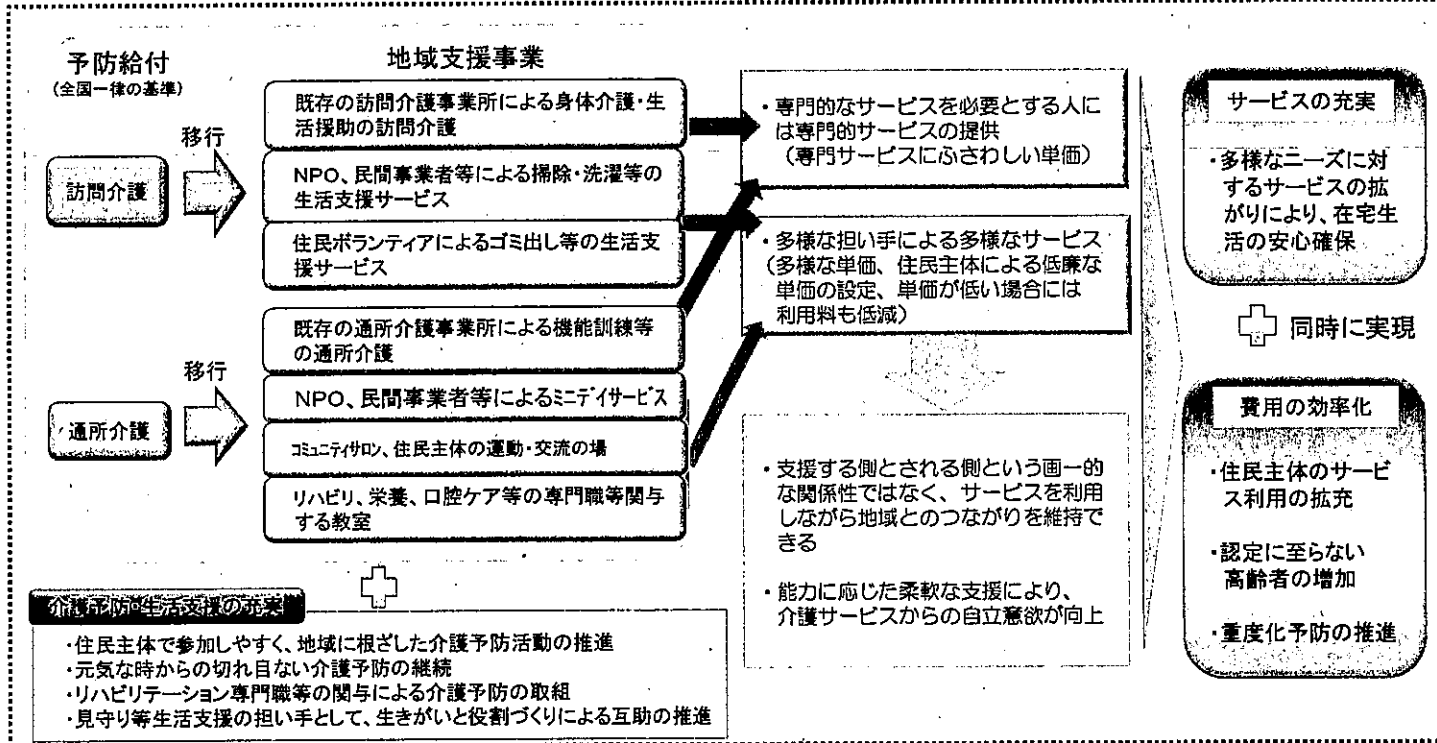 予防給付
(全国一律の基準)
地域支援事業
移行
訪問介護
既存の訪問介護事業所による身体介護・生
活援助の訪問介護
NPO、民間事業者等による掃除・洗濯等の
生活支援サービス
住民ボランティアによるゴミ出し等の生活支
援サービス
移行
通所介護
既存の通所介護事業所による機能訓練等
の通所介護
NPO、民間事業者等によるミニデイサービス
コミュニティサロン、住民主体の運動・交流の場
リハビリ、栄養、口腔ケア等の専門職等関与
する教室
・専門的なサービスを必要とする人に
は専門的サービスの提供
(専門サービスにふさわしい単価)
・多様な担い手による多様なサービス
(多様な単価、住民主体による低廉な
単価の設定、単価が低い場合には
利用料も低減)
・支援する側とされる側という画一的
な関係性ではなく、サービスを利用
しながら地域とのつながりを維持で
きる
・能力に応じた柔軟な支援により、
介護サービスからの自立意欲が向上
サービスの充実
・多様なニーズに対
するサービスの拡
がりにより、在宅生
活の安心確保
同時に実現
費用の効率化
・住民主体のサービ
ス利用の拡充
・認定に至らない
高齢者の増加
・重度化予防の推進
介護予防・生活支援の充実
・住民主体で参加しやすく、地域に根ざした介護予防活動の推進
・元気な時からの切れ目ない介護予防の継続
・リハビリテーション専門職等の関与による介護予防の取組
・見守り等生活支援の担い手として、生きがいと役割づくりによる互助の推進